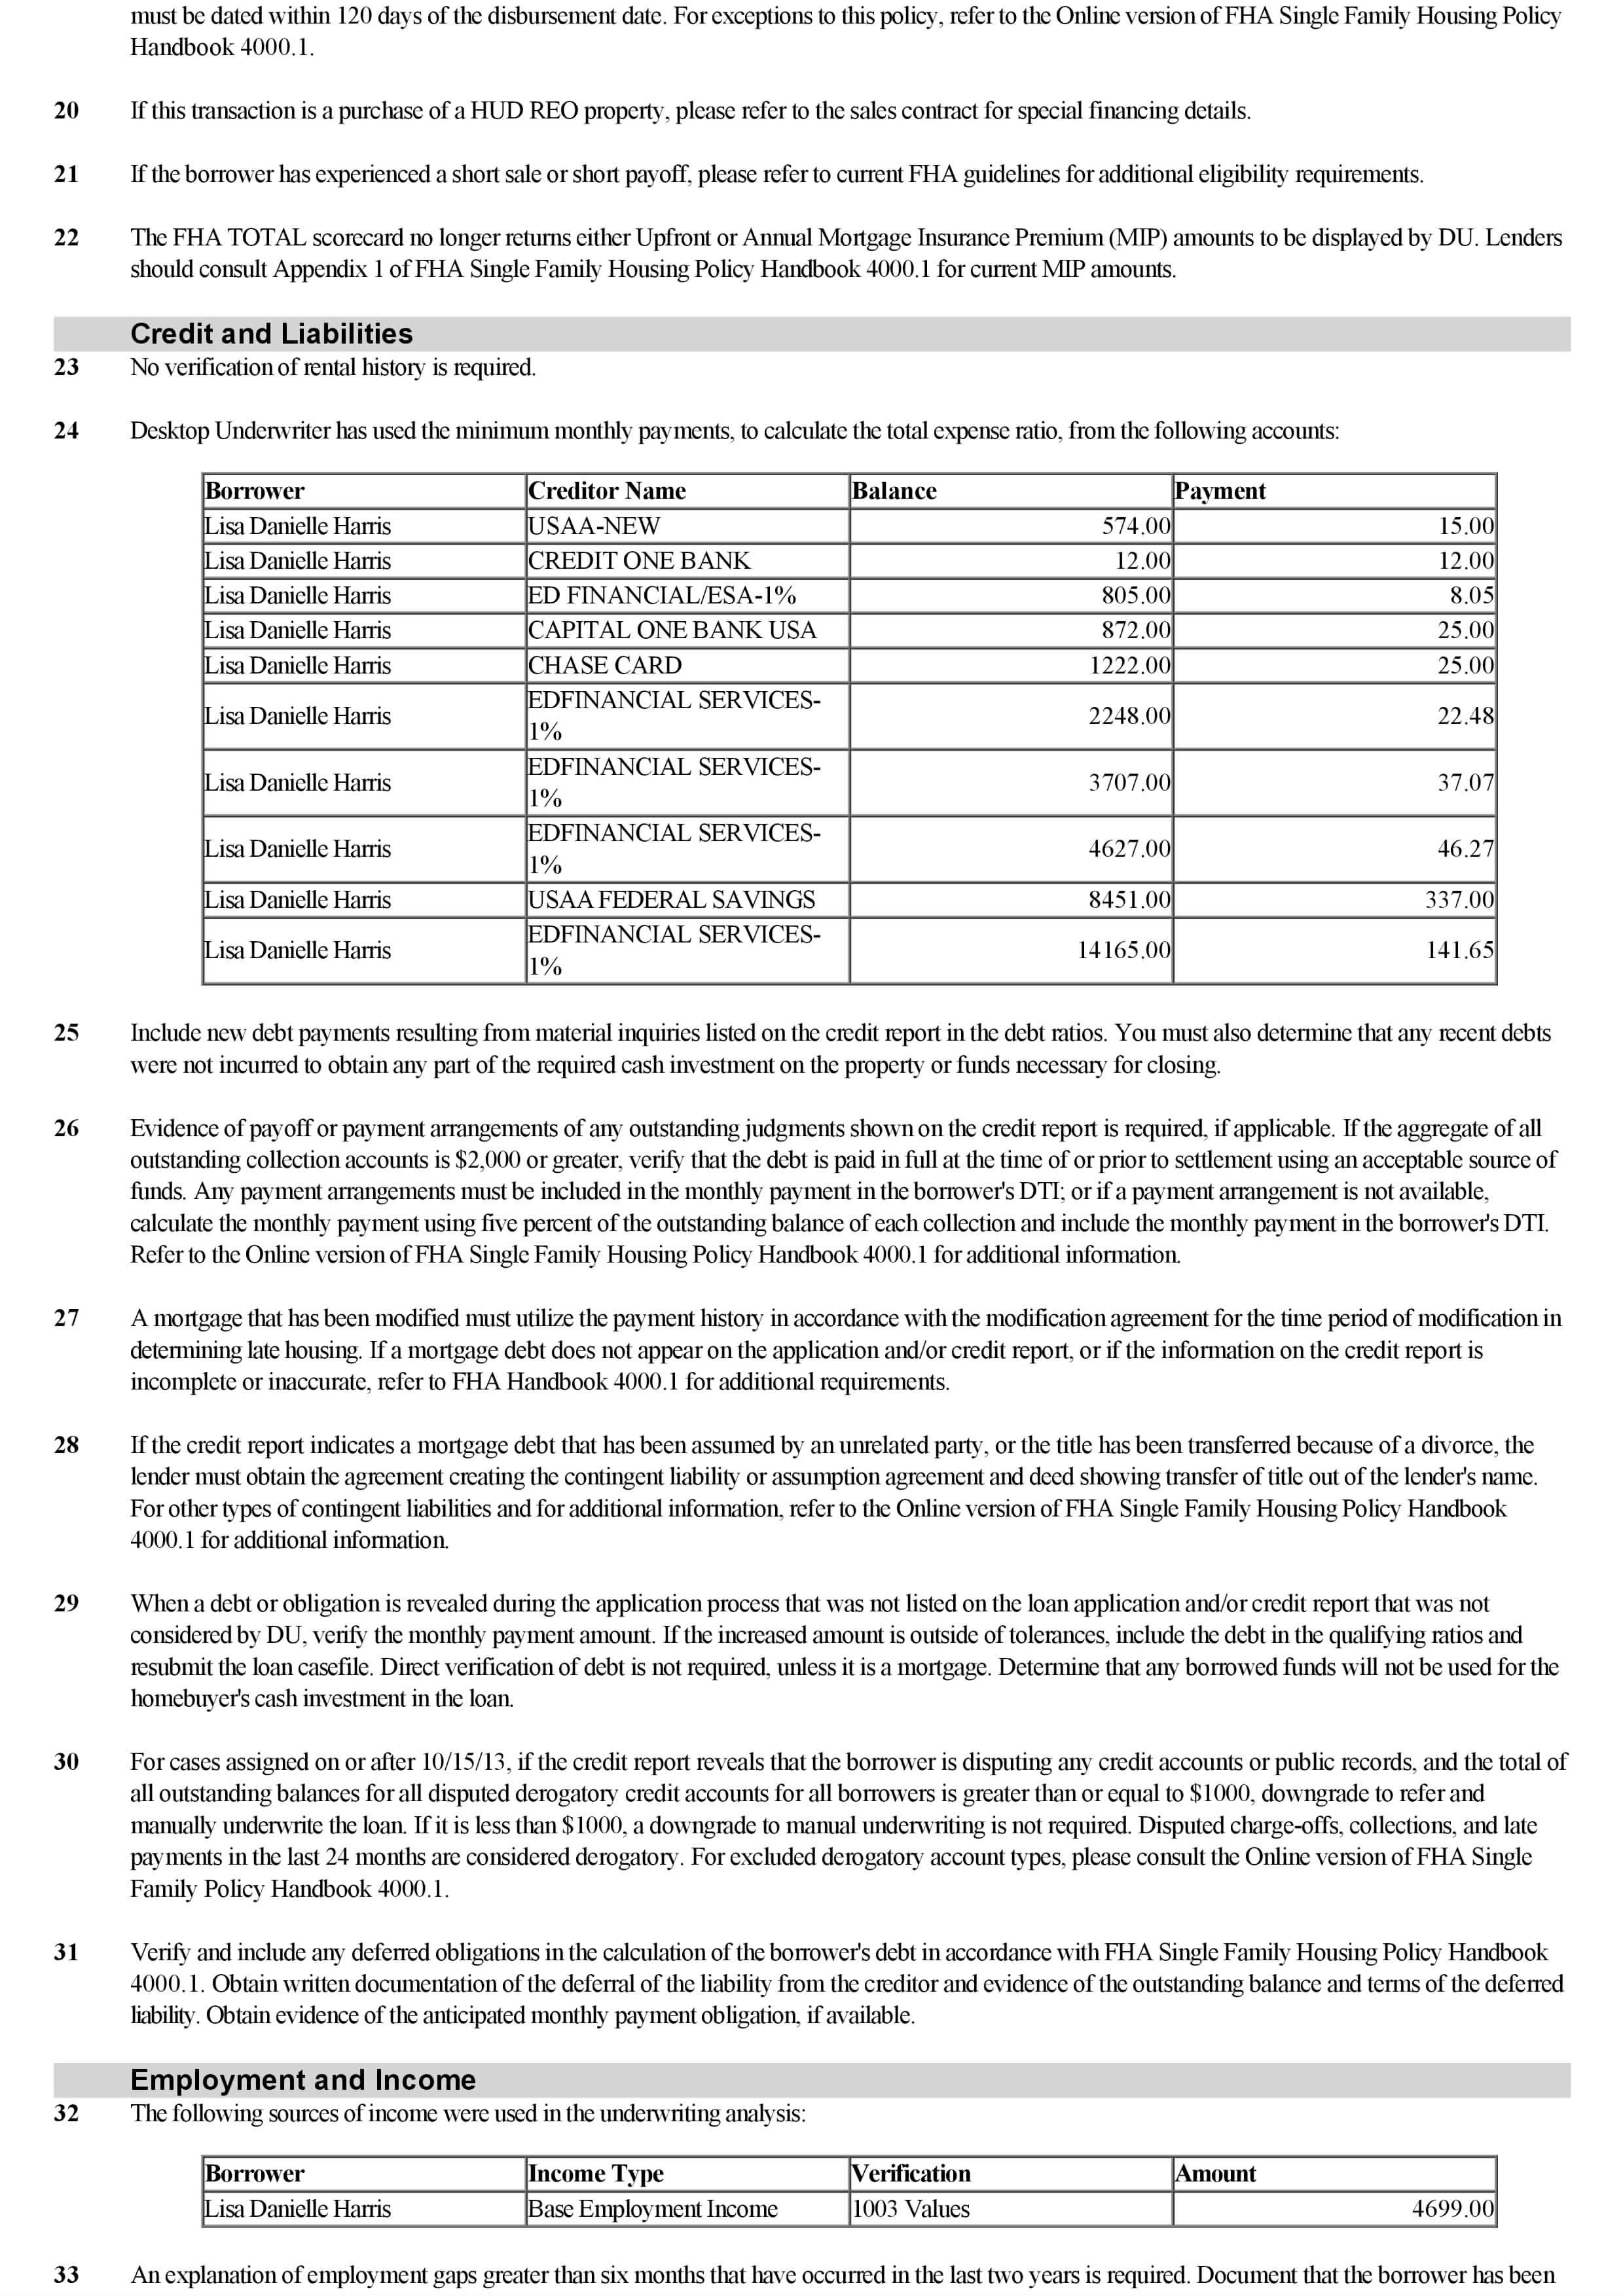 must be dated within 120 days of the disbursement date. For exceptions to this policy, refer to the Online version of FHA Single Family Housing Policy
Handbook 4000.1.
20 If this transaction is a purchase of a HUD REO property, please refer to the sales contract for special financing details.
21 If the borrower has experienced a short sale or short payoff, please refer to current FHA guidelines for additional eligibility requirements.
22 The FHA TOTAL scorecard no longer returns either Upfront or Annual Mortgage Insurance Premium (MIP) amounts to be displayed by DU. Lenders
should consult Appendix 1 of FHA Single Family Housing Policy Handbook 4000.1 for current MIP amounts.
Credit and Liabilities
23 No verification of rental history is required.
24 Desktop Underwriter has used the minimum monthly payments, to calculate the total expense ratio, from the following accounts:
Borrower Creditor Name Balance Payment
Lisa Danielle Harris USAA-NEW 574.00 15.00
Lisa Danielle Harris CREDIT ONE BANK 12.00 12.00
Lisa Danielle Harris ED FINANCIAL/ESA-1% 805.00 8.05
Lisa Danielle Harris CAPITAL ONE BANK USA 872.00 25.00
Lisa Danielle Harris CHASE CARD 1222.00 25.00
Lisa Danielle Harris EDFINANCIAL SERVICES- 2248.00 22.48
1%
Lisa Danielle Harris EDFINANCIAL SERVICES- 3707.00 37.07
1%
Lisa Danielle Harris EDFINANCIAL SERVICES- 4627.00 46.27
1%
Lisa Danielle Harris USAA FEDERAL SAVINGS 8451.00 337.00
Lisa Danielle Harris EDFINANCIAL SERVICES- 14165.00 141.65
1%
25 Include new debt payments resulting from material inquiries listed on the credit report in the debt ratios. You must also determine that any recent debts
were not incurred to obtain any part of the required cash investment on the property or funds necessary for closing.
26 Evidence of payoff or payment arrangements of any outstanding judgments shown on the credit report is required, if applicable. If the aggregate of all
outstanding collection accounts is $2,000 or greater, verify that the debt is paid in full at the time of or prior to settlement using an acceptable source of
funds. Any payment arrangements must be included in the monthly payment in the borrower's DTI; or if a payment arrangement is not available,
calculate the monthly payment using five percent of the outstanding balance of each collection and include the monthly payment in the borrower's DTI.
Refer to the Online version of FHA Single Family Housing Policy Handbook 4000.1 for additional information.
27 A mortgage that has been modified must utilize the payment history in accordance with the modification agreement for the time period of modification in
determining late housing. If a mortgage debt does not appear on the application and/or credit report, or if the information on the credit report is
incomplete or inaccurate, refer to FHA Handbook 4000.1 for additional requirements.
28 If the credit report indicates a mortgage debt that has been assumed by an unrelated party, or the title has been transferred because of a divorce, the
lender must obtain the agreement creating the contingent liability or assumption agreement and deed showing transfer of title out of the lender's name.
For other types of contingent liabilities and for additional information, refer to the Online version of FHA Single Family Housing Policy Handbook
4000.1 for additional information.
29 When a debt or obligation is revealed during the application process that was not listed on the loan application and/or credit report that was not
considered by DU, verify the monthly payment amount. If the increased amount is outside of tolerances, include the debt in the qualifying ratios and
resubmit the loan casefile. Direct verification of debt is not required, unless it is a mortgage. Determine that any borrowed funds will not be used for the
homebuyer's cash investment in the loan.
30 For cases assigned on or after 10/15/13, if the credit report reveals that the borrower is disputing any credit accounts or public records, and the total of
all outstanding balances for all disputed derogatory credit accounts for all borrowers is greater than or equal to $1000, downgrade to refer and
manually underwrite the loan. If it is less than $1000, a downgrade to manual underwriting is not required. Disputed charge-offs, collections, and late
payments in the last 24 months are considered derogatory. For excluded derogatory account types, please consult the Online version of FHA Single
Family Policy Handbook 4000.1.
31 Verify and include any deferred obligations in the calculation of the borrower's debt in accordance with FHA Single Family Housing Policy Handbook
4000.1. Obtain written documentation of the deferral of the liability from the creditor and evidence of the outstanding balance and terms of the deferred
liability. Obtain evidence of the anticipated monthly payment obligation, if available.
Employment and Income
32 The following sources of income were used in the underwriting analysis:
Borrower Income Type Verification Amount
Lisa Danielle Harris Base Employment Income 1003 Values 4699.00
33 An explanation of employment gaps greater than six months that have occurred in the last two years is required. Document that the borrower has been